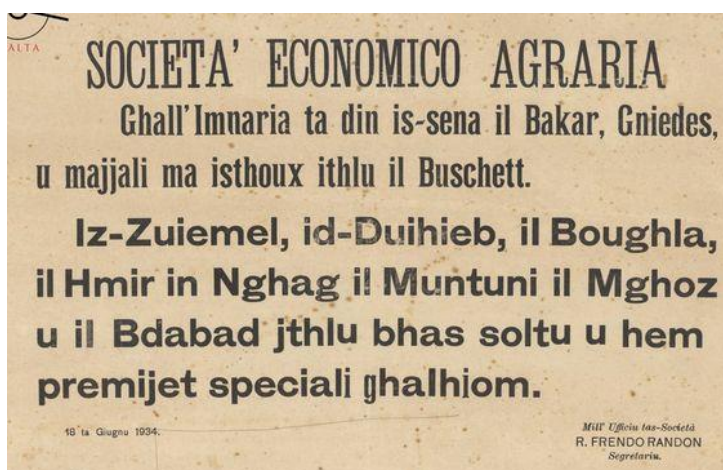 ALTA
SOCIETA' ECONOMICO AGRARIA
Ghall' Imnaria ta din is-sena il Bakar, Gniedes,
u majjali ma isthoux ithlu il Buschett.
Iz-Zuiemel, id-Duihieb, il Boughla,
il Hmir in Nghag il Muntuni il Mghoz
u il Bdabad jthlu bhas soltu u hem
premijet speciali ghalhiom.
18 ta Giugnu 1934.
Mill' Ufficiu tas-Società
R. FRENDO RANDON
Segretariu.